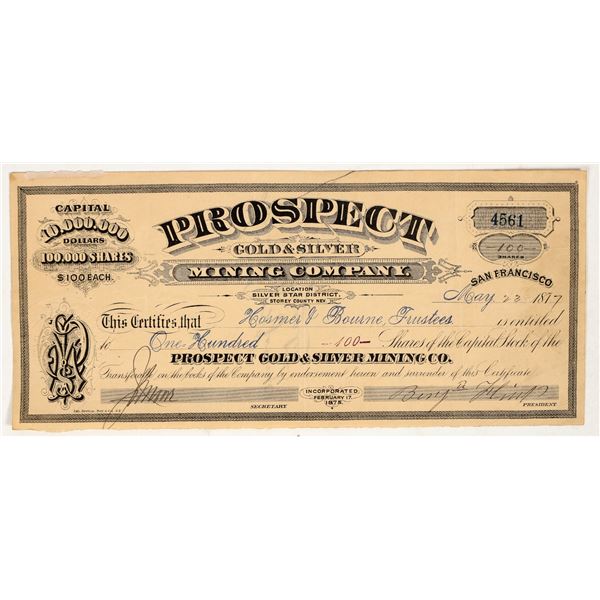 CAPITAL
10,000,000
DOLLARS
100,000 SHARES
$100 EACH.
PROSPECT
GOLD & SILVER
MINING COMPANY.
LOCATION
SILVER STAR DISTRICT.
STOREY COUNTY NEV.
4561
100
SHARES
SAN FRANCISCO
May 23 1877
This Certifies that Hosmer & Bourne, Trustees is entitled
to One Hundred —100— Shares of the Capital Stock of the
PROSPECT GOLD & SILVER MINING CO.
Transferable on the books of the Company by endorsement hereon and surrender of this Certificate
INCORPORATED
FEBRUARY 17.
1875.
SECRETARY
PRESIDENT